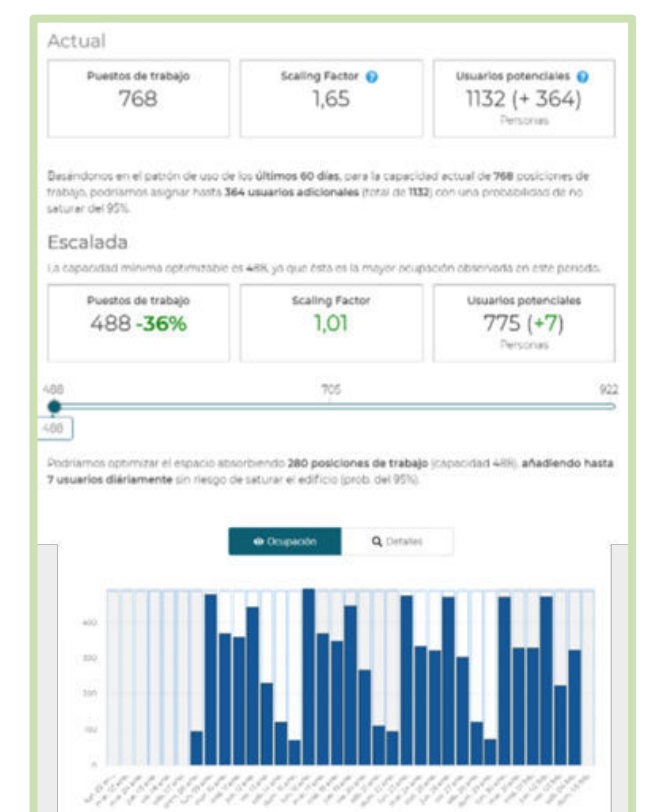 Actual
Puestos de trabajo
768
Scaling Factor ?
1,65
Usuarios potenciales ?
1132 (+ 364)
Personas
Basándonos en el patrón de uso de los últimos 60 días, para la capacidad actual de 768 posiciones de
trabajo, podríamos asignar hasta 364 usuarios adicionales (total de 1132) con una probabilidad de no
saturar del 95%.
Escalada
La capacidad mínima optimizable es 488, ya que ésta es la mayor ocupación observada en este periodo.
Puestos de trabajo
488 -36%
Scaling Factor
1,01
Usuarios potenciales
775 (+7)
Personas
488
705
922
488
Podríamos optimizar el espacio absorbiendo 280 posiciones de trabajo (capacidad 488), añadiendo hasta
7 usuarios diáriamente sin riesgo de saturar el edificio (prob. del 95%).
Ocupación
Detalles
400
300
200
100
0